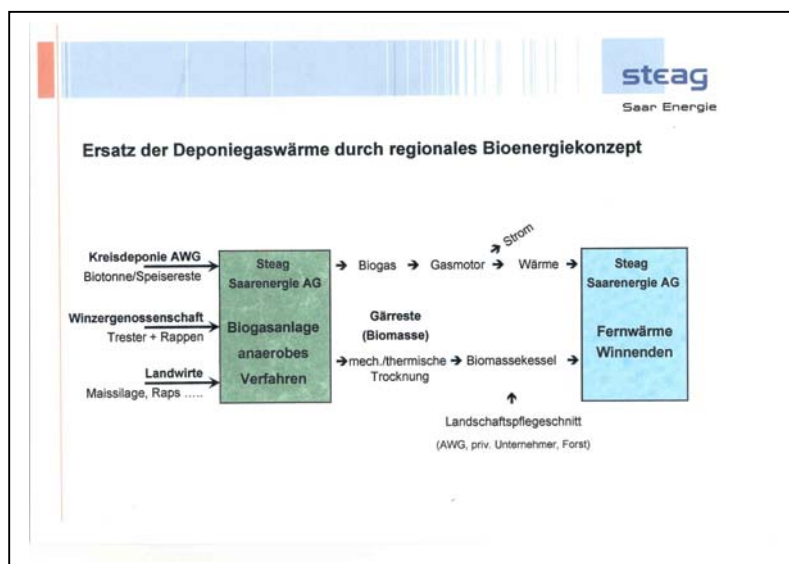 steag
Saar Energie
Ersatz der Deponiegaswärme durch regionales Bioenergiekonzept
Kreisdeponie AWG
Biotonne/Speisereste
Winzergenossenschaft
Trester + Rappen
Landwirte
Maissilage, Raps .....
Steag
Saarenergie AG
Biogasanlage
anaerobes
Verfahren
➔ Biogas ➔ Gasmotor ➔ Wärme ➔
Strom
Gärreste
(Biomasse)
➔ mech./thermische ➔ Biomassekessel ➔
Trocknung
Landschaftspflegeschnitt
(AWG, priv. Unternehmer, Forst)
Steag
Saarenergie AG
Fernwärme
Winnenden